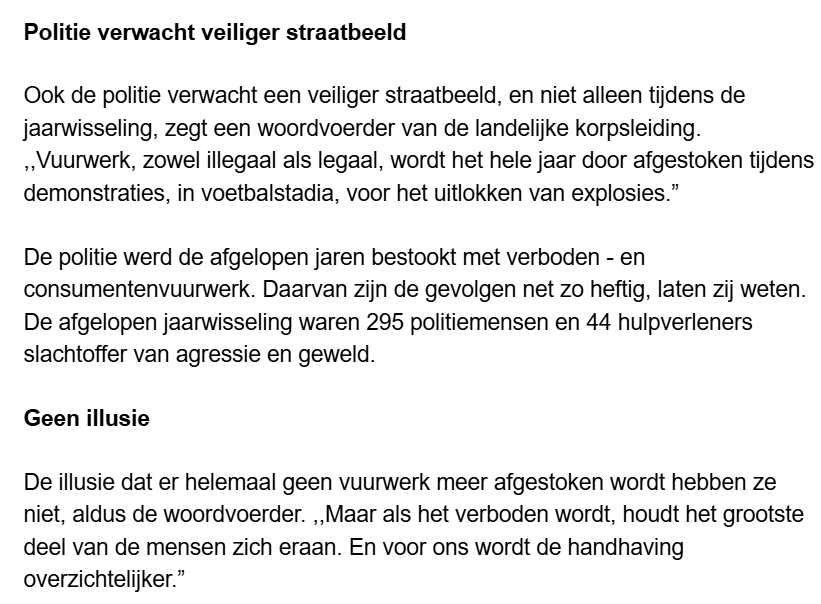 Politie verwacht veiliger straatbeeld
Ook de politie verwacht een veiliger straatbeeld, en niet alleen tijdens de
jaarwisseling, zegt een woordvoerder van de landelijke korpsleiding.
,,Vuurwerk, zowel illegaal als legaal, wordt het hele jaar door afgestoken tijdens
demonstraties, in voetbalstadia, voor het uitlokken van explosies.”
De politie werd de afgelopen jaren bestookt met verboden - en
consumentenvuurwerk. Daarvan zijn de gevolgen net zo heftig, laten zij weten.
De afgelopen jaarwisseling waren 295 politiemensen en 44 hulpverleners
slachtoffer van agressie en geweld.
Geen illusie
De illusie dat er helemaal geen vuurwerk meer afgestoken wordt hebben ze
niet, aldus de woordvoerder. ,,Maar als het verboden wordt, houdt het grootste
deel van de mensen zich eraan. En voor ons wordt de handhaving
overzichtelijker.”